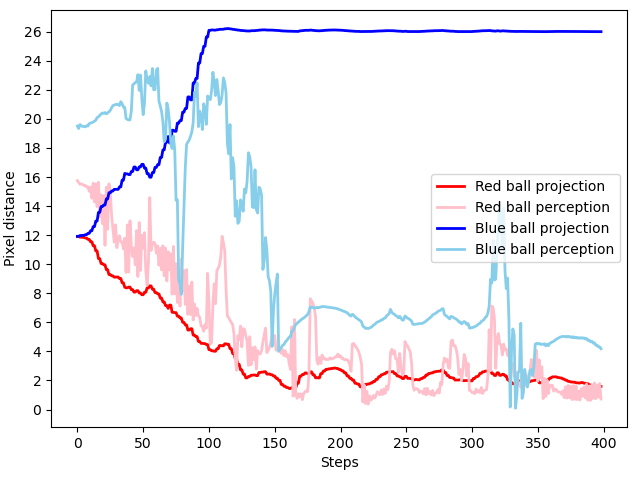 26
24
22
20
18
16
14
12
10
8
6
4
2
0
Pixel distance
Red ball projection
Red ball perception
Blue ball projection
Blue ball perception
0 50 100 150 200 250 300 350 400
Steps